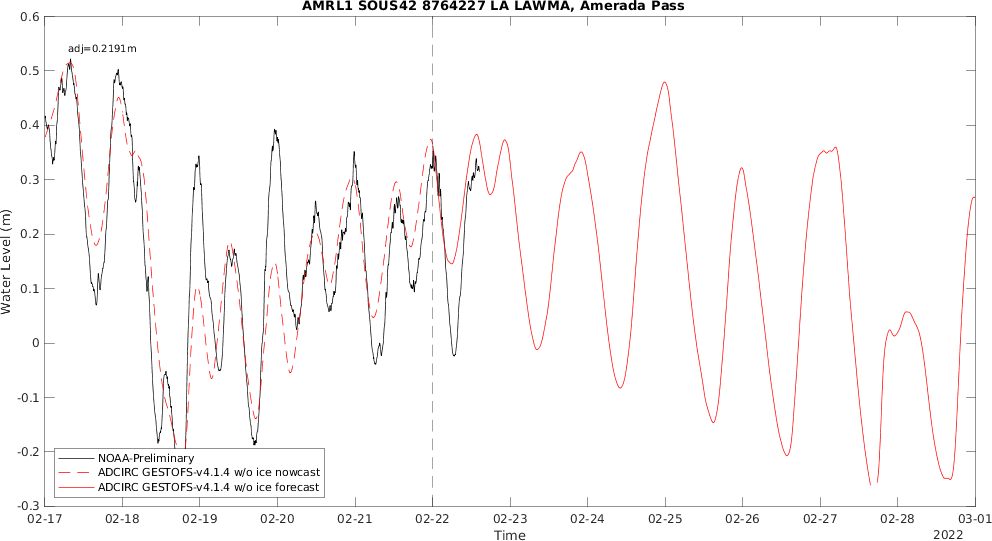 AMRL1 SOUS42 8764227 LA LAWMA, Amerada Pass
adj=0.2191m
0.6
0.5
0.4
0.3
0.2
0.1
0
-0.1
-0.2
-0.3
Water Level (m)
NOAA-Preliminary
ADCIRC GESTOFS-v4.1.4 w/o ice nowcast
ADCIRC GESTOFS-v4.1.4 w/o ice forecast
02-17 02-18 02-19 02-20 02-21 02-22 02-23 02-24 02-25 02-26 02-27 02-28 03-01
Time
2022